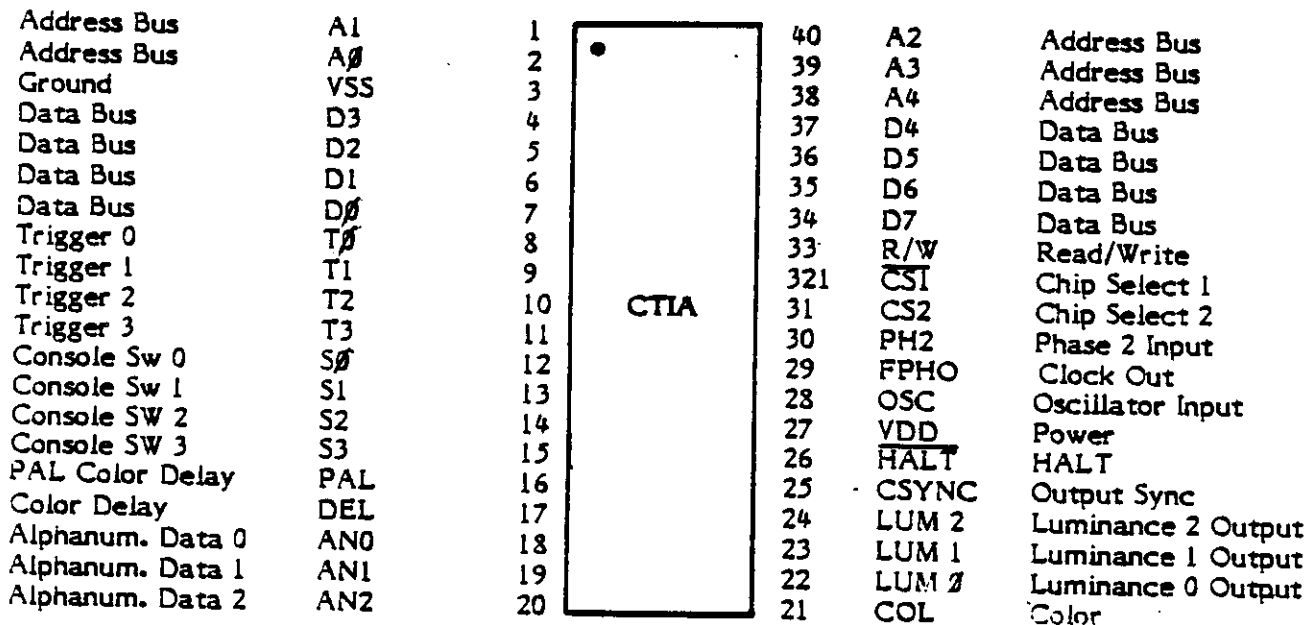 Address Bus A1 1 40 A2 Address Bus
Address Bus AØ 2 39 A3 Address Bus
Ground VSS 3 38 A4 Address Bus
Data Bus D3 4 37 D4 Data Bus
Data Bus D2 5 36 D5 Data Bus
Data Bus D1 6 35 D6 Data Bus
Data Bus DØ 7 34 D7 Data Bus
Trigger 0 TØ 8 33 R/W Read/Write
Trigger 1 T1 9 321 CS1 Chip Select 1
Trigger 2 T2 10 CTIA 31 CS2 Chip Select 2
Trigger 3 T3 11 30 PH2 Phase 2 Input
Console Sw 0 SØ 12 29 FPHO Clock Out
Console Sw 1 S1 13 28 OSC Oscillator Input
Console SW 2 S2 14 27 VDD Power
Console SW 3 S3 15 26 HALT HALT
PAL Color Delay PAL 16 25 CSYNC Output Sync
Color Delay DEL 17 24 LUM 2 Luminance 2 Output
Alphanum. Data 0 AN0 18 23 LUM 1 Luminance 1 Output
Alphanum. Data 1 AN1 19 22 LUM Ø Luminance 0 Output
Alphanum. Data 2 AN2 20 21 COL Color